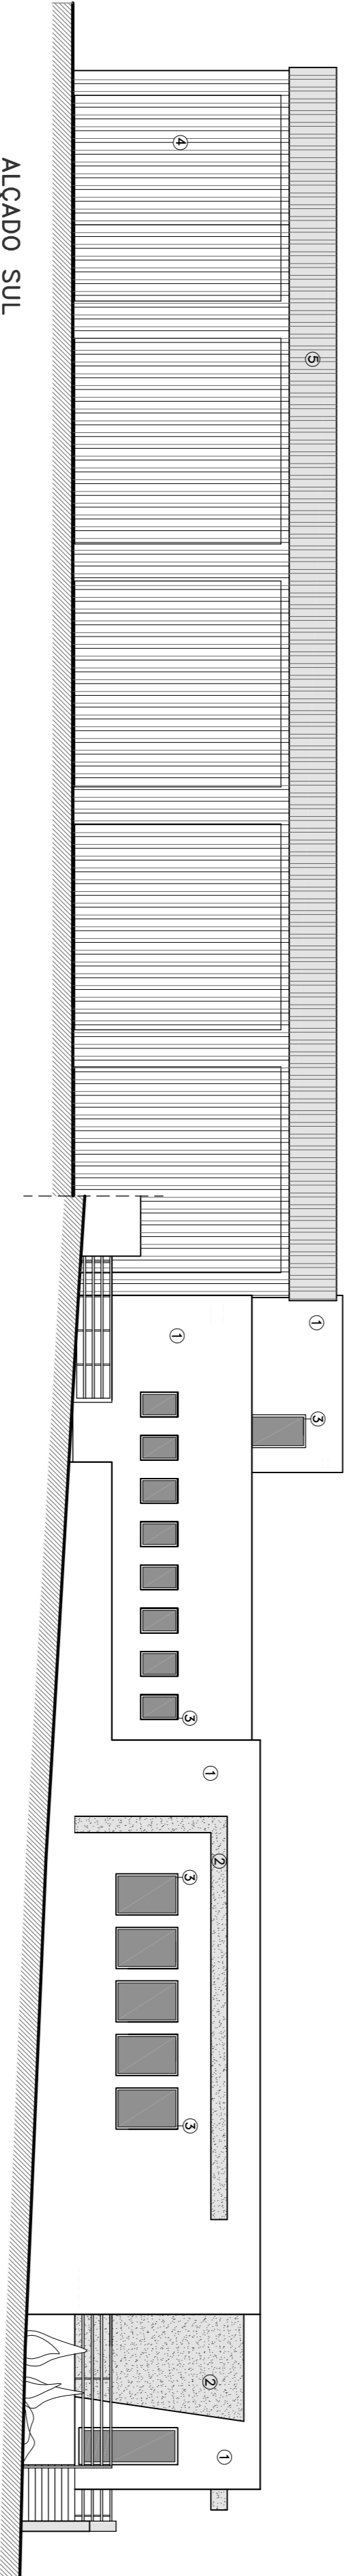 ⑤ ① ③
① ② ② ①
④ ① ③ ③ ③
ALÇADO SUL